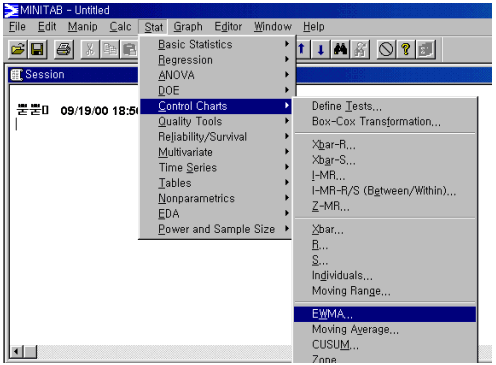 MINITAB - Untitled
File Edit Manip Calc Stat Graph Editor Window Help
Session
09/19/00 18:5
Basic Statistics
Regression
ANOVA
DOE
Control Charts
Quality Tools
Reliability/Survival
Multivariate
Time Series
Tables
Nonparametrics
EDA
Power and Sample Size
Define Tests...
Box-Cox Transformation...
Xbar-R...
Xbar-S...
I-MR...
I-MR-R/S (Between/Within)...
Z-MR...
Xbar...
R...
S...
Individuals...
Moving Range...
EWMA...
Moving Average...
CUSUM...
Zone